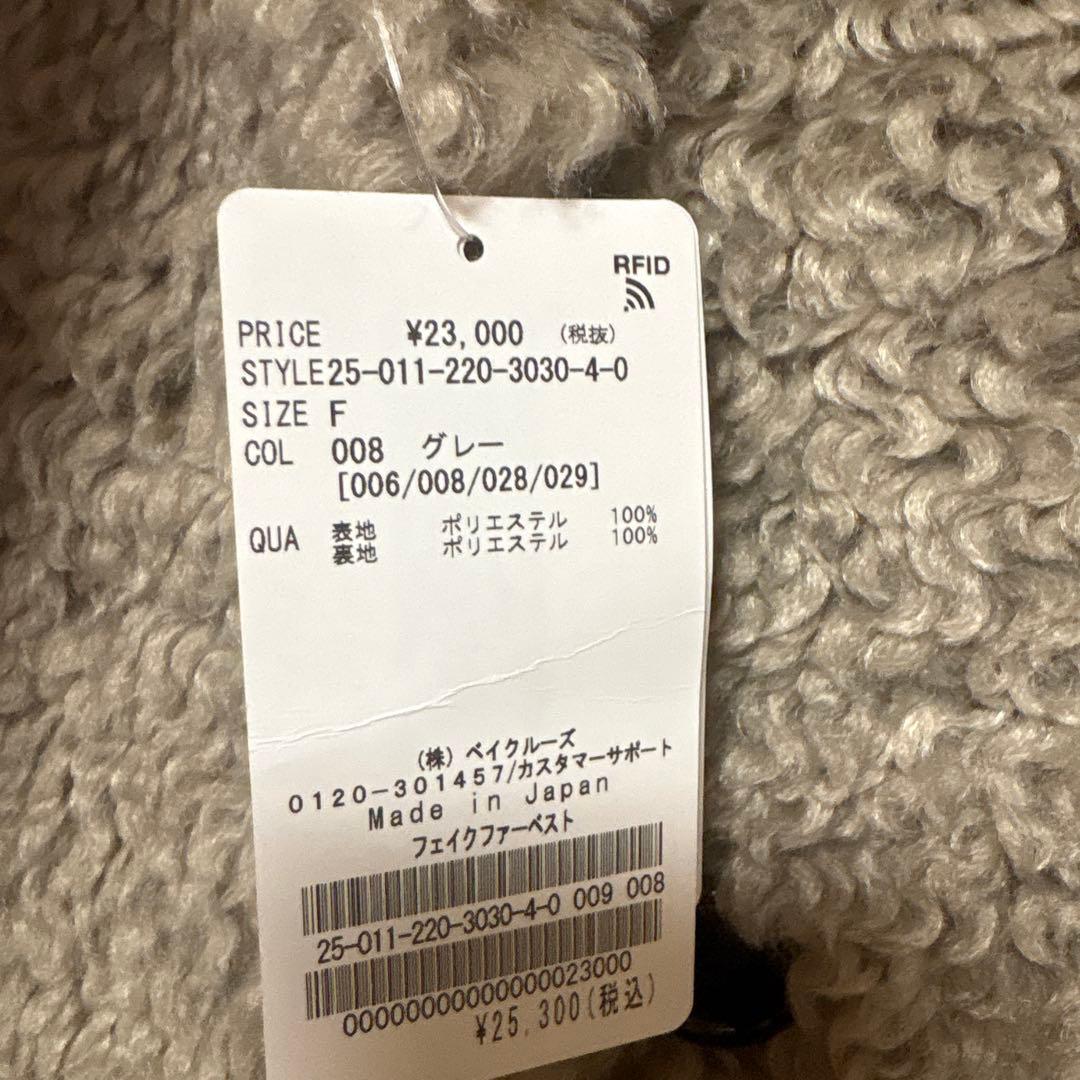 RFID
PRICE ¥23,000 (税抜)
STYLE 25-011-220-3030-4-0
SIZE F
COL 008 グレー
[006/008/028/029]
QUA 表地 ポリエステル 100%
裏地 ポリエステル 100%
(株) ベイクルーズ
0120-301457/カスタマーサポート
Made in Japan
フェイクファーベスト
25-011-220-3030-4-0 009 008
0000000000000023000
¥25,300(税込)